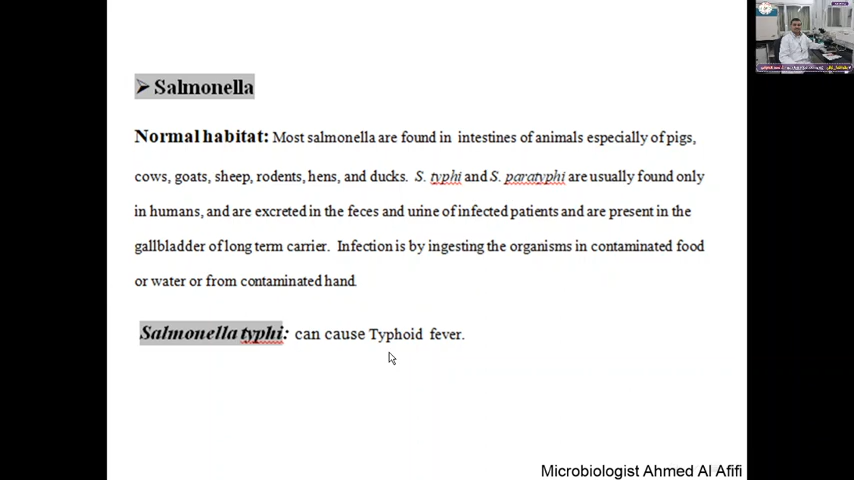 ➢ Salmonella
Normal habitat: Most salmonella are found in intestines of animals especially of pigs,
cows, goats, sheep, rodents, hens, and ducks. S. typhi and S. paratyphi are usually found only
in humans, and are excreted in the feces and urine of infected patients and are present in the
gallbladder of long term carrier. Infection is by ingesting the organisms in contaminated food
or water or from contaminated hand.
Salmonella typhi: can cause Typhoid fever.
Microbiologist Ahmed Al Afifi